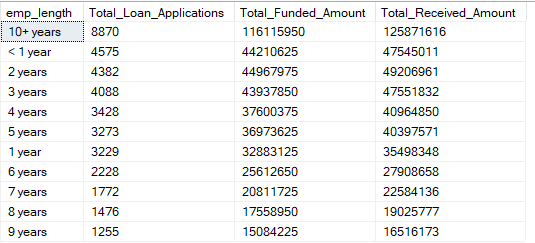 emp_length Total_Loan_Applications Total_Funded_Amount Total_Received_Amount
10+ years 8870 116115950 125871616
< 1 year 4575 44210625 47545011
2 years 4382 44967975 49206961
3 years 4088 43937850 47551832
4 years 3428 37600375 40964850
5 years 3273 36973625 40397571
1 year 3229 32883125 35498348
6 years 2228 25612650 27908658
7 years 1772 20811725 22584136
8 years 1476 17558950 19025777
9 years 1255 15084225 16516173